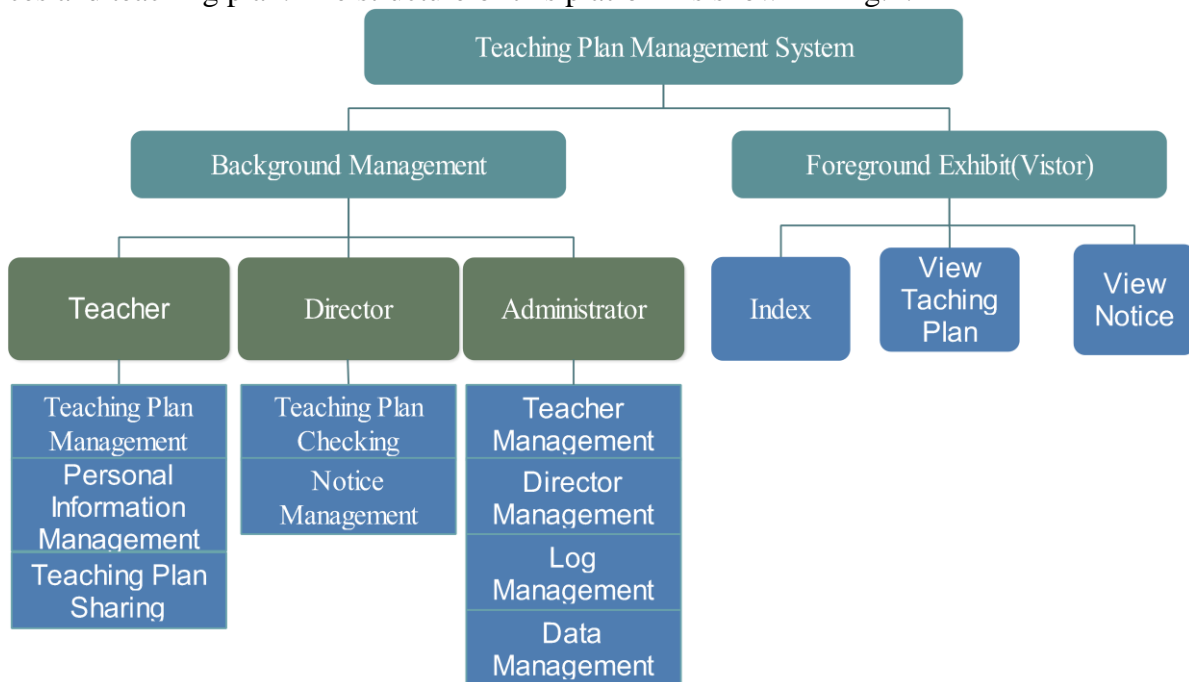 Teaching Plan Management System
Background Management
Foreground Exhibit(Vistor)
Teacher
Director
Administrator
Index
View
Taching
Plan
View
Notice
Teaching Plan
Management
Personal
Information
Management
Teaching Plan
Sharing
Teaching Plan
Checking
Notice
Management
Teacher
Management
Director
Management
Log
Management
Data
Management